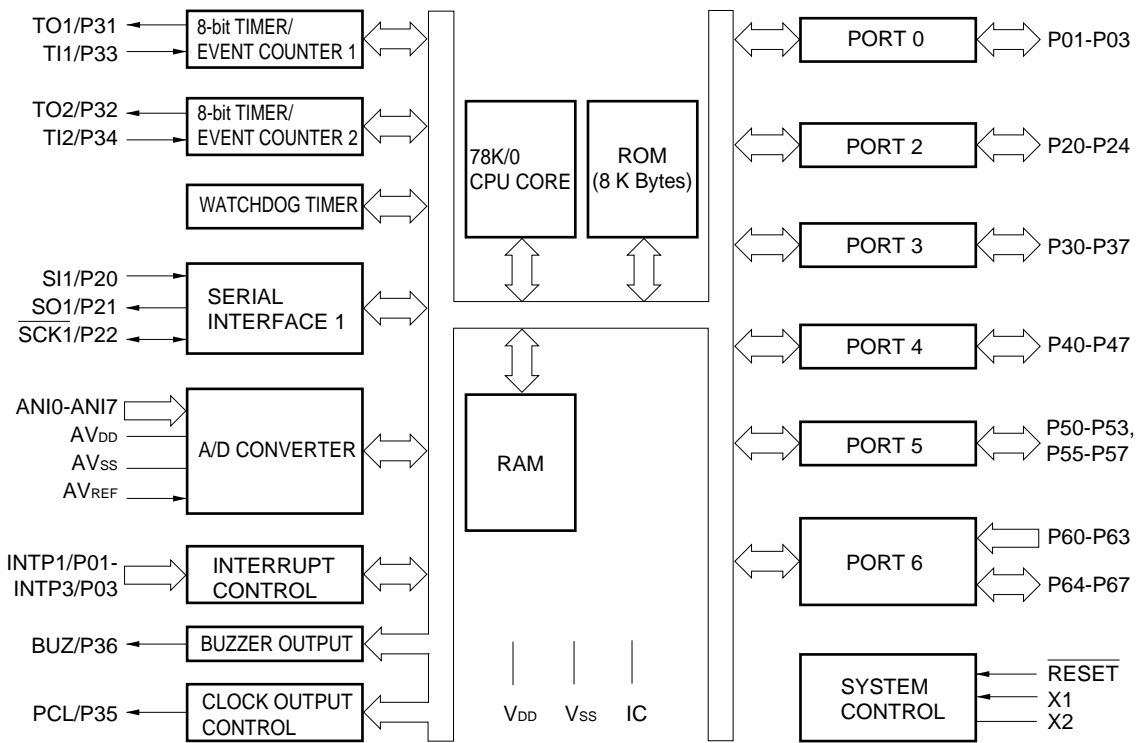 TO1/P31
TI1/P33
8-bit TIMER/
EVENT COUNTER 1
TO2/P32
TI2/P34
8-bit TIMER/
EVENT COUNTER 2
WATCHDOG TIMER
SI1/P20
SO1/P21
SCK1/P22
SERIAL
INTERFACE 1
ANI0-ANI7
AVDD
AVSS
AVREF
A/D CONVERTER
INTP1/P01-
INTP3/P03
INTERRUPT
CONTROL
BUZ/P36
BUZZER OUTPUT
PCL/P35
CLOCK OUTPUT
CONTROL
78K/0
CPU CORE
ROM
(8 K Bytes)
RAM
VDD
VSS
IC
PORT 0
P01-P03
PORT 2
P20-P24
PORT 3
P30-P37
PORT 4
P40-P47
PORT 5
P50-P53,
P55-P57
PORT 6
P60-P63
P64-P67
SYSTEM
CONTROL
RESET
X1
X2